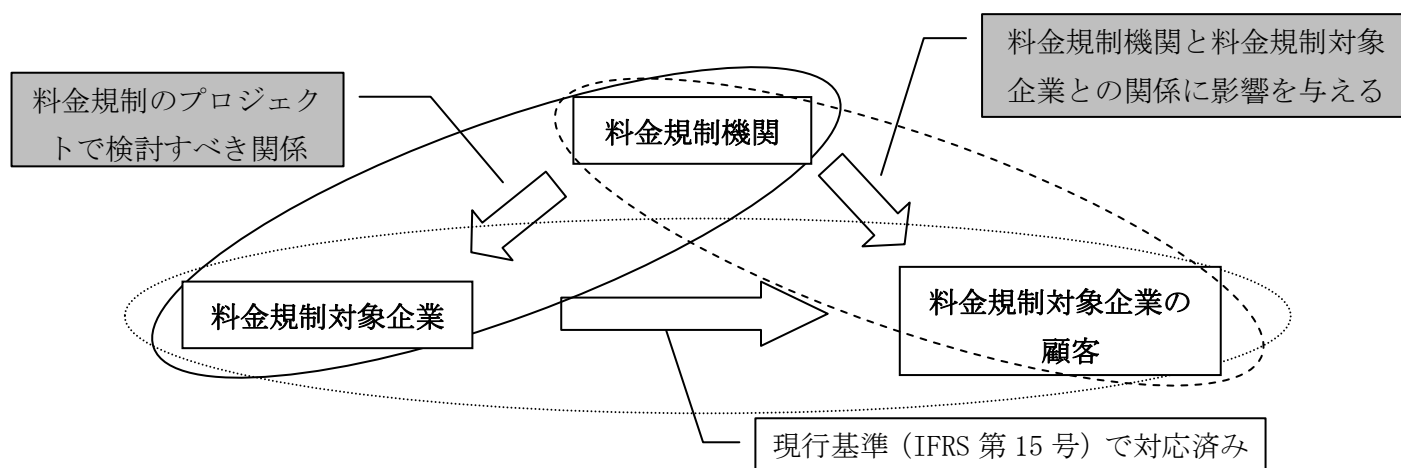 料金規制機関と料金規制対象
企業との関係に影響を与える
料金規制のプロジェク
トで検討すべき関係
料金規制機関
料金規制対象企業
料金規制対象企業の
顧客
現行基準（IFRS 第 15 号）で対応済み